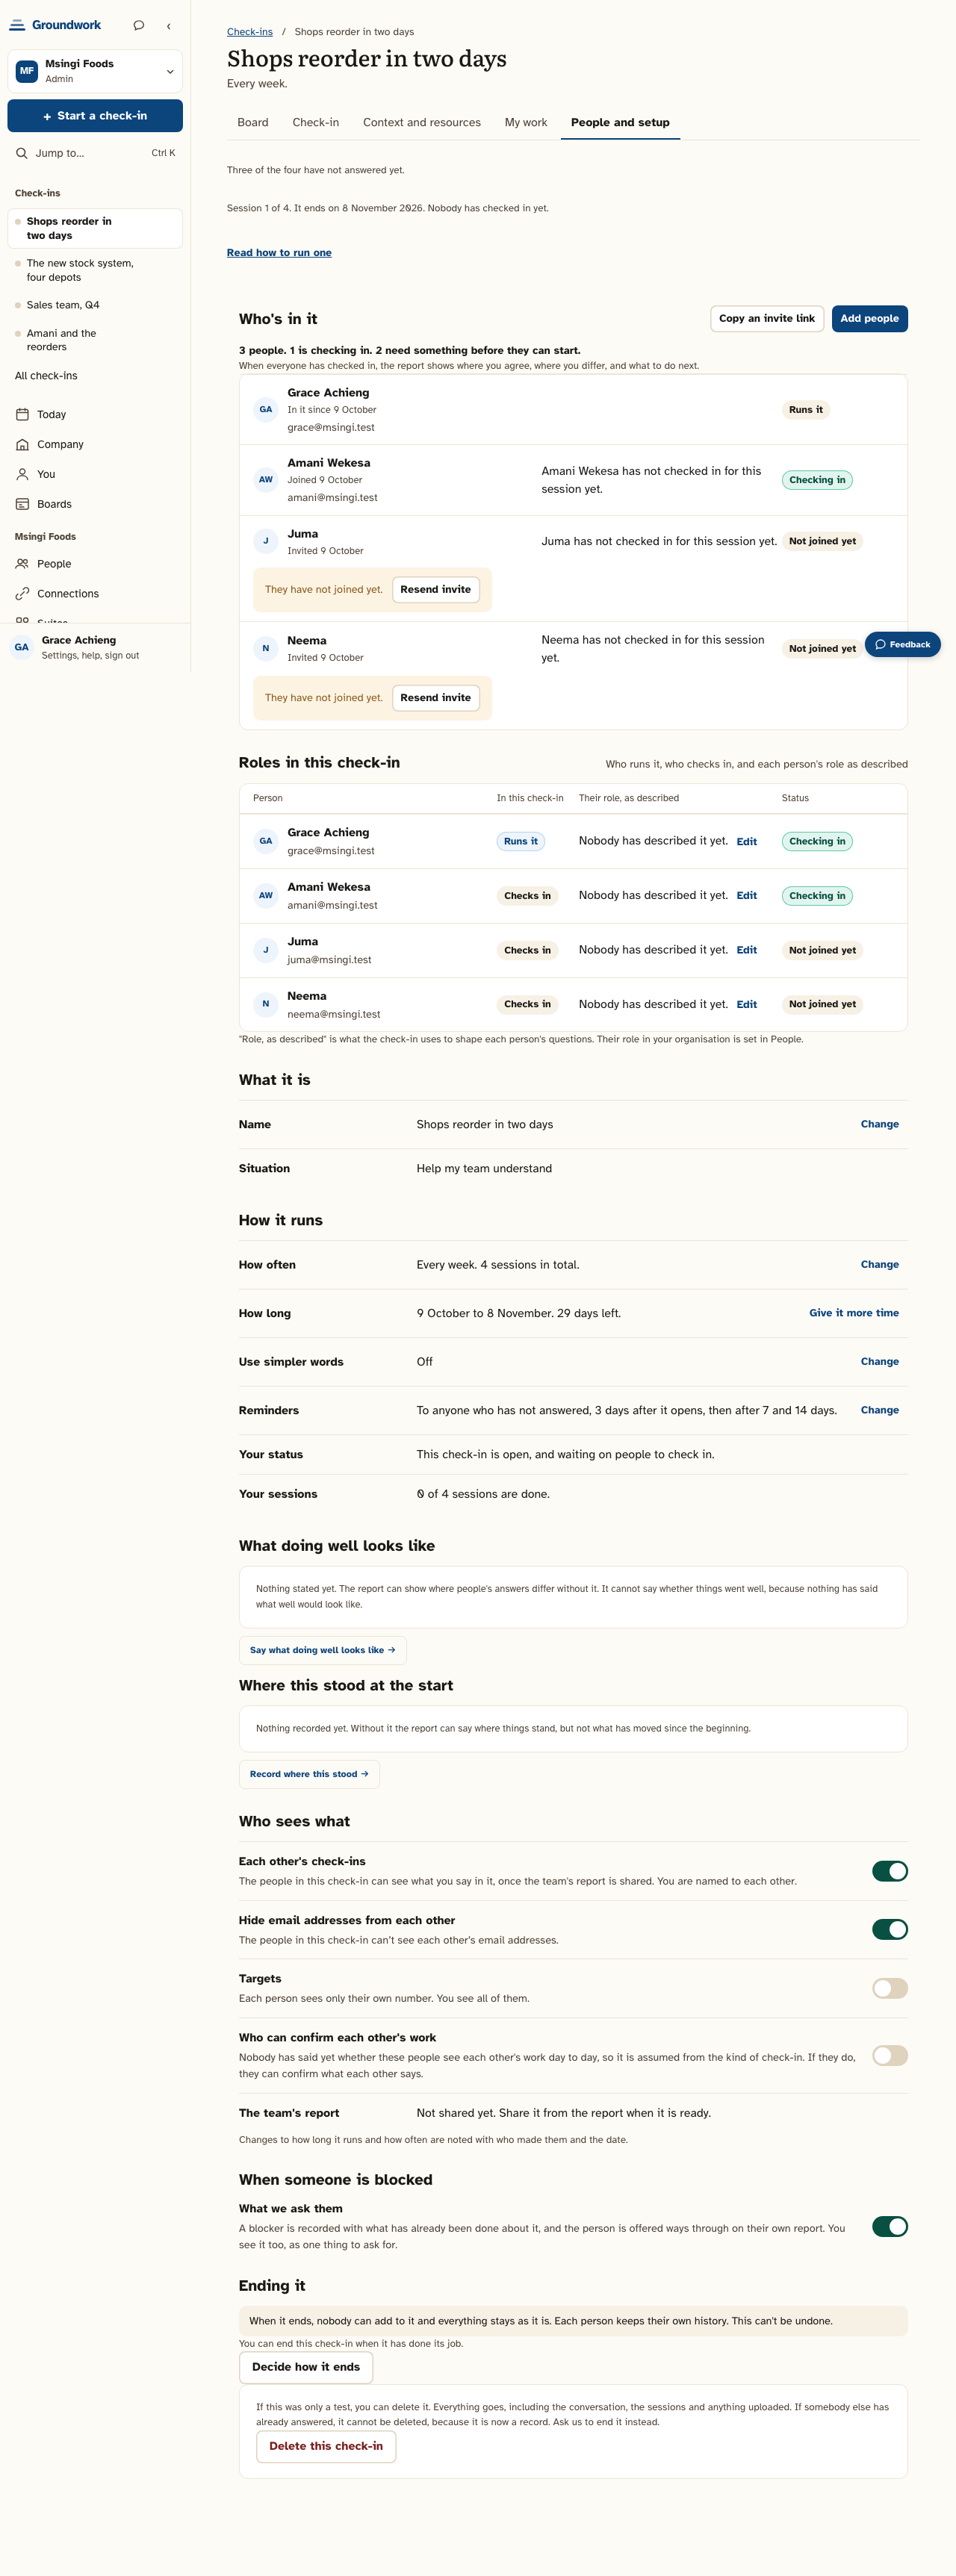 Groundwork
MF
Msingi Foods
Admin
+ Start a check-in
Jump to...
Ctrl K
Check-ins
Shops reorder in
two days
The new stock system,
four depots
Sales team, Q4
Amani and the
reorders
All check-ins
Today
Company
You
Boards
Msingi Foods
People
Connections
Suites
GA
Grace Achieng
Settings, help, sign out
Check-ins / Shops reorder in two days
Shops reorder in two days
Every week.
Board
Check-in
Context and resources
My work
People and setup
Three of the four have not answered yet.
Session 1 of 4. It ends on 8 November 2026. Nobody has checked in yet.
Read how to run one
Who's in it
Copy an invite link
Add people
3 people. 1 is checking in. 2 need something before they can start.
When everyone has checked in, the report shows where you agree, where you differ, and what to do next.
GA
Grace Achieng
In it since 9 October
grace@msingi.test
Runs it
AW
Amani Wekesa
Joined 9 October
amani@msingi.test
Amani Wekesa has not checked in for this
session yet.
Checking in
J
Juma
Invited 9 October
Juma has not checked in for this session yet.
Not joined yet
They have not joined yet.
Resend invite
N
Neema
Invited 9 October
Neema has not checked in for this session
yet.
Not joined yet
Feedback
They have not joined yet.
Resend invite
Roles in this check-in
Who runs it, who checks in, and each person's role as described
Person
In this check-in
Their role, as described
Status
GA
Grace Achieng
grace@msingi.test
Runs it
Nobody has described it yet.
Edit
Checking in
AW
Amani Wekesa
amani@msingi.test
Checks in
Nobody has described it yet.
Edit
Checking in
J
Juma
juma@msingi.test
Checks in
Nobody has described it yet.
Edit
Not joined yet
N
Neema
neema@msingi.test
Checks in
Nobody has described it yet.
Edit
Not joined yet
"Role, as described" is what the check-in uses to shape each person's questions. Their role in your organisation is set in People.
What it is
Name
Shops reorder in two days
Change
Situation
Help my team understand
How it runs
How often
Every week. 4 sessions in total.
Change
How long
9 October to 8 November. 29 days left.
Give it more time
Use simpler words
Off
Change
Reminders
To anyone who has not answered, 3 days after it opens, then after 7 and 14 days.
Change
Your status
This check-in is open, and waiting on people to check in.
Your sessions
0 of 4 sessions are done.
What doing well looks like
Nothing stated yet. The report can show where people's answers differ without it. It cannot say whether things went well, because nothing has said
what well would look like.
Say what doing well looks like →
Where this stood at the start
Nothing recorded yet. Without it the report can say where things stand, but not what has moved since the beginning.
Record where this stood →
Who sees what
Each other's check-ins
The people in this check-in can see what you say in it, once the team's report is shared. You are named to each other.
Hide email addresses from each other
The people in this check-in can't see each other's email addresses.
Targets
Each person sees only their own number. You see all of them.
Who can confirm each other's work
Nobody has said yet whether these people see each other's work day to day, so it is assumed from the kind of check-in. If they do,
they can confirm what each other says.
The team's report
Not shared yet. Share it from the report when it is ready.
Changes to how long it runs and how often are noted with who made them and the date.
When someone is blocked
What we ask them
A blocker is recorded with what has already been done about it, and the person is offered ways through on their own report. You
see it too, as one thing to ask for.
Ending it
When it ends, nobody can add to it and everything stays as it is. Each person keeps their own history. This can't be undone.
You can end this check-in when it has done its job.
Decide how it ends
If this was only a test, you can delete it. Everything goes, including the conversation, the sessions and anything uploaded. If somebody else has
already answered, it cannot be deleted, because it is now a record. Ask us to end it instead.
Delete this check-in